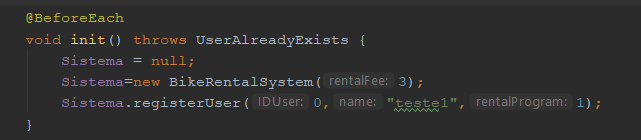 @BeforeEach
void init() throws UserAlreadyExists {
Sistema = null;
Sistema=new BikeRentalSystem( rentalFee: 3);
Sistema.registerUser( IDUser: 0, name: "teste1", rentalProgram: 1);
}